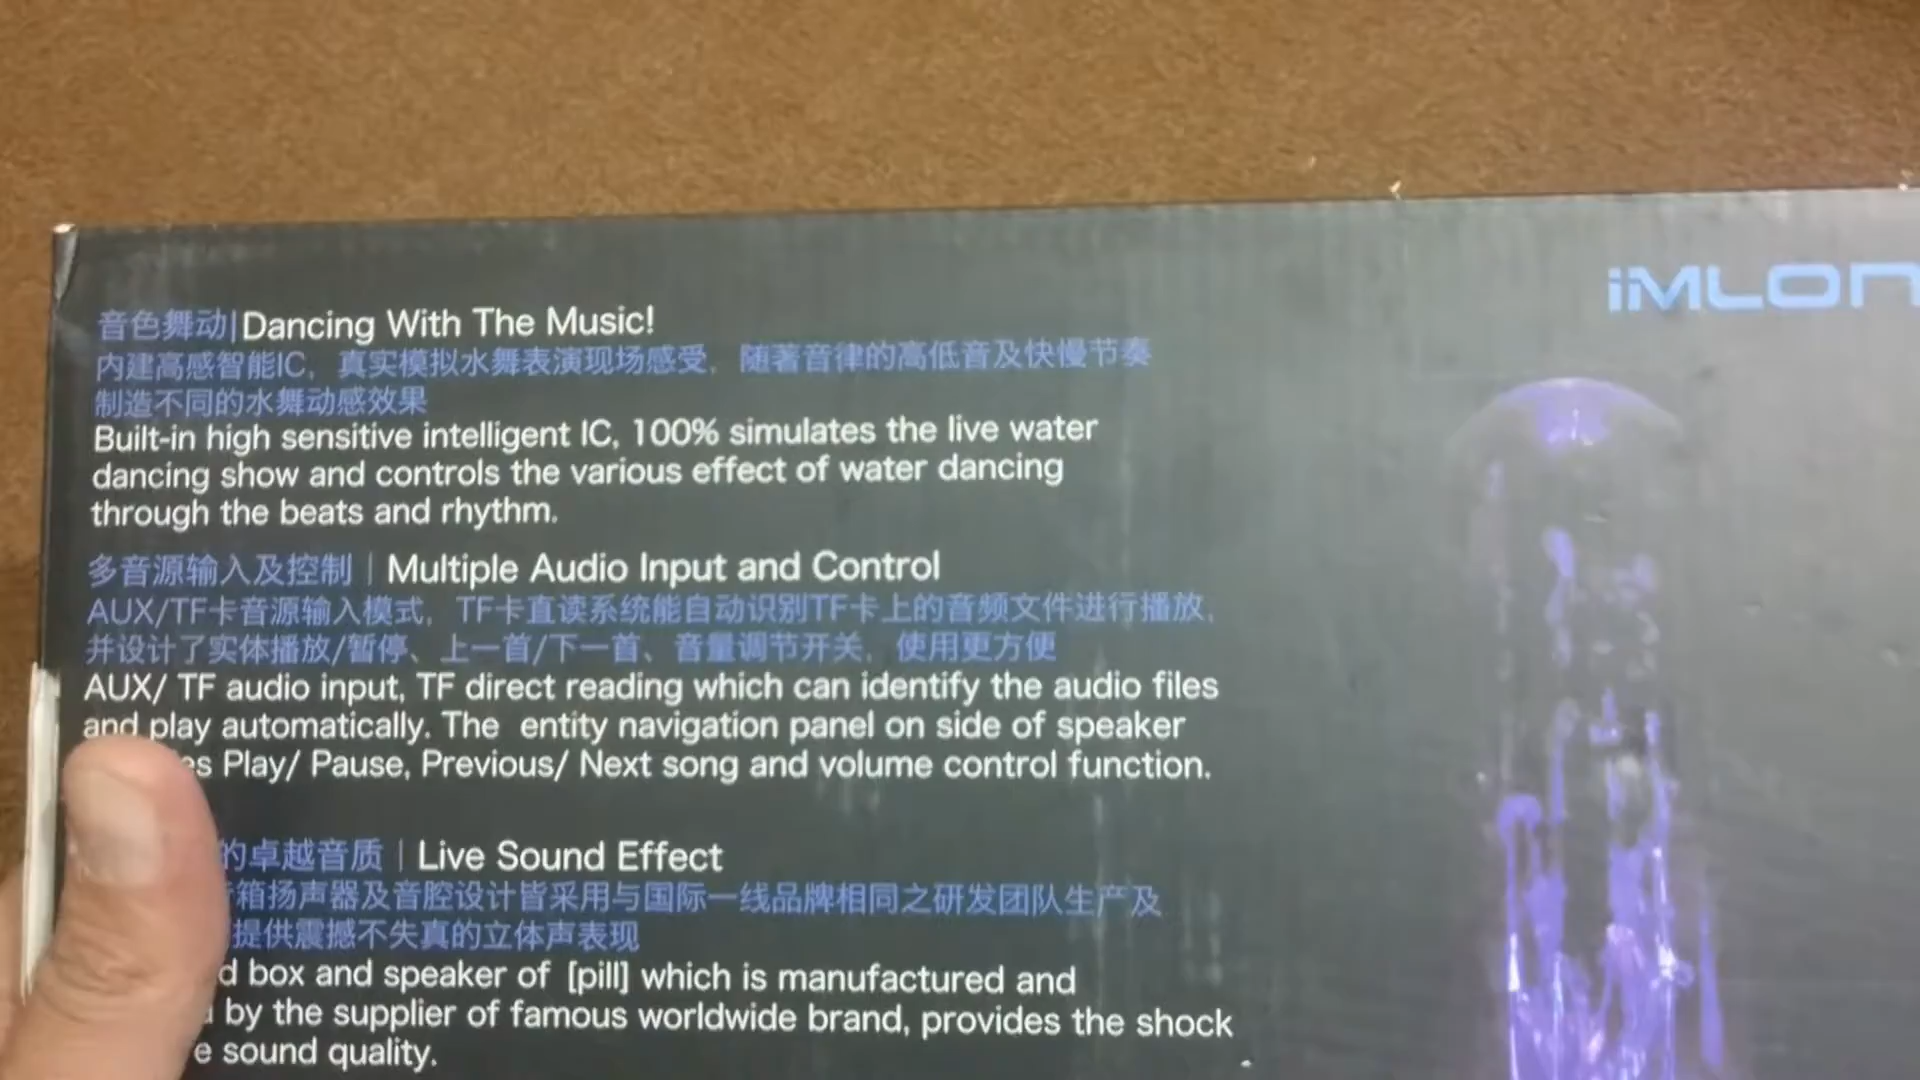 iMLON
音色舞动|Dancing With The Music!
内建高感智能IC，真实模拟水舞表演现场感受，随著音律的高低音及快慢节奏
制造不同的水舞动感效果
Built-in high sensitive intelligent IC, 100% simulates the live water
dancing show and controls the various effect of water dancing
through the beats and rhythm.
多音源输入及控制 | Multiple Audio Input and Control
AUX/TF卡音源输入模式，TF卡直读系统能自动识别TF卡上的音频文件进行播放，
并设计了实体播放/暂停、上一首/下一首、音量调节开关，使用更方便
AUX/ TF audio input, TF direct reading which can identify the audio files
and play automatically. The entity navigation panel on side of speaker
Play/ Pause, Previous/ Next song and volume control function.
的卓越音质 | Live Sound Effect
箱扬声器及音腔设计皆采用与国际一线品牌相同之研发团队生产及
提供震撼不失真的立体声表现
box and speaker of [pill] which is manufactured and
by the supplier of famous worldwide brand, provides the shock
sound quality.